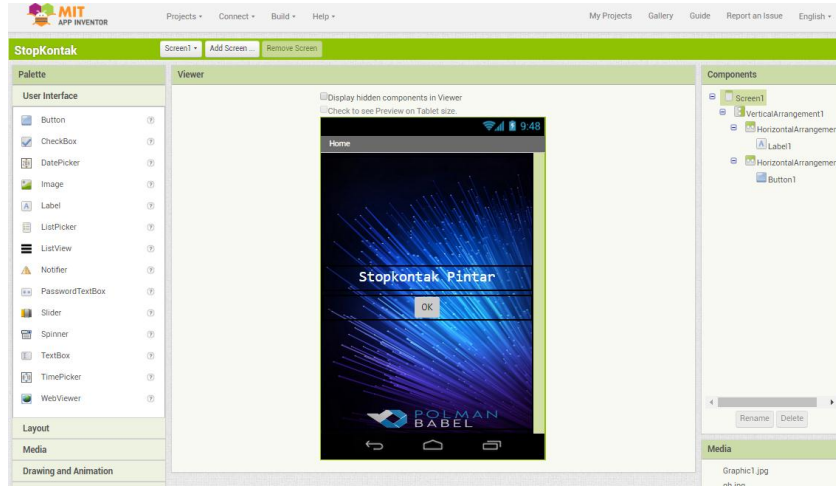 MIT
APP INVENTOR
Projects Connect Build Help
My Projects Gallery Guide Report an Issue English
StopKontak
Screen1 Add Screen ... Remove Screen
Palette
Viewer
Components
User Interface
Button
CheckBox
DatePicker
Image
Label
ListPicker
ListView
Notifier
PasswordTextBox
Slider
Spinner
TextBox
TimePicker
WebViewer
Layout
Media
Drawing and Animation
Display hidden components in Viewer
Check to see Preview on Tablet size.
9:48
Home
Stopkontak Pintar
OK
POLMAN
BABEL
Screen1
VerticalArrangement1
HorizontalArrangemen
Label1
HorizontalArrangemen
Button1
Rename Delete
Media
Graphic1.jpg